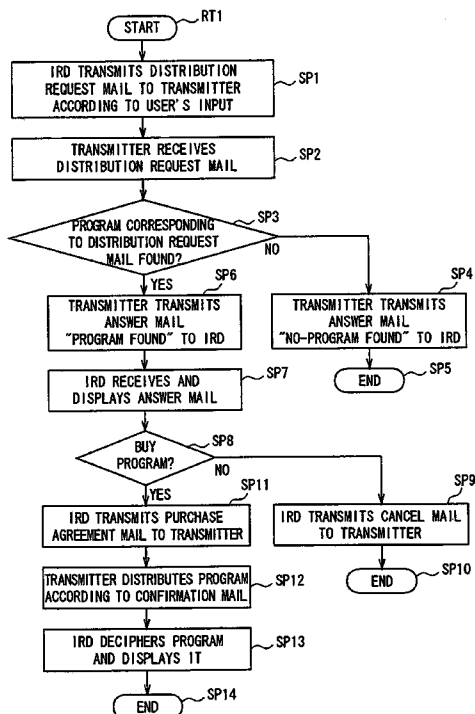 START
RT1
IRD TRANSMITS DISTRIBUTION
REQUEST MAIL TO TRANSMITTER
ACCORDING TO USER'S INPUT
SP1
TRANSMITTER RECEIVES
DISTRIBUTION REQUEST MAIL
SP2
PROGRAM CORRESPONDING
TO DISTRIBUTION REQUEST
MAIL FOUND?
SP3
NO
YES
SP6
TRANSMITTER TRANSMITS
ANSWER MAIL
"PROGRAM FOUND" TO IRD
SP4
TRANSMITTER TRANSMITS
ANSWER MAIL
"NO-PROGRAM FOUND" TO IRD
END
SP5
IRD RECEIVES AND
DISPLAYS ANSWER MAIL
SP7
BUY
PROGRAM?
SP8
NO
YES
SP9
IRD TRANSMITS CANCEL MAIL
TO TRANSMITTER
END
SP10
SP11
IRD TRANSMITS PURCHASE
AGREEMENT MAIL TO TRANSMITTER
TRANSMITTER DISTRIBUTES PROGRAM
ACCORDING TO CONFIRMATION MAIL
SP12
IRD DECIPHERS PROGRAM
AND DISPLAYS IT
SP13
END
SP14